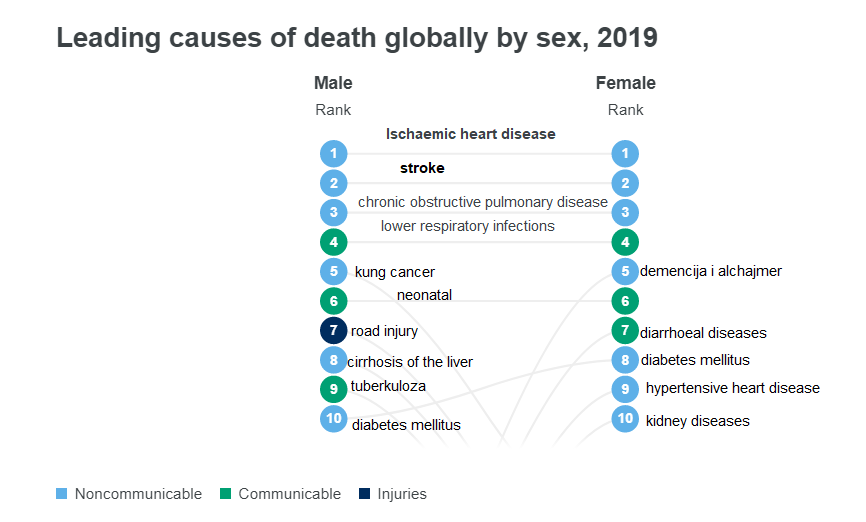 Leading causes of death globally by sex, 2019
Male Female
Rank Rank
Ischaemic heart disease
1 1
stroke
2 2
chronic obstructive pulmonary disease
3 3
lower respiratory infections
4 4
5 kung cancer 5 demencija i alchajmer
neonatal
6 6
7 road injury 7 diarrhoeal diseases
8 cirrhosis of the liver 8 diabetes mellitus
9 tuberkuloza 9 hypertensive heart disease
10 diabetes mellitus 10 kidney diseases
Noncommunicable Communicable Injuries